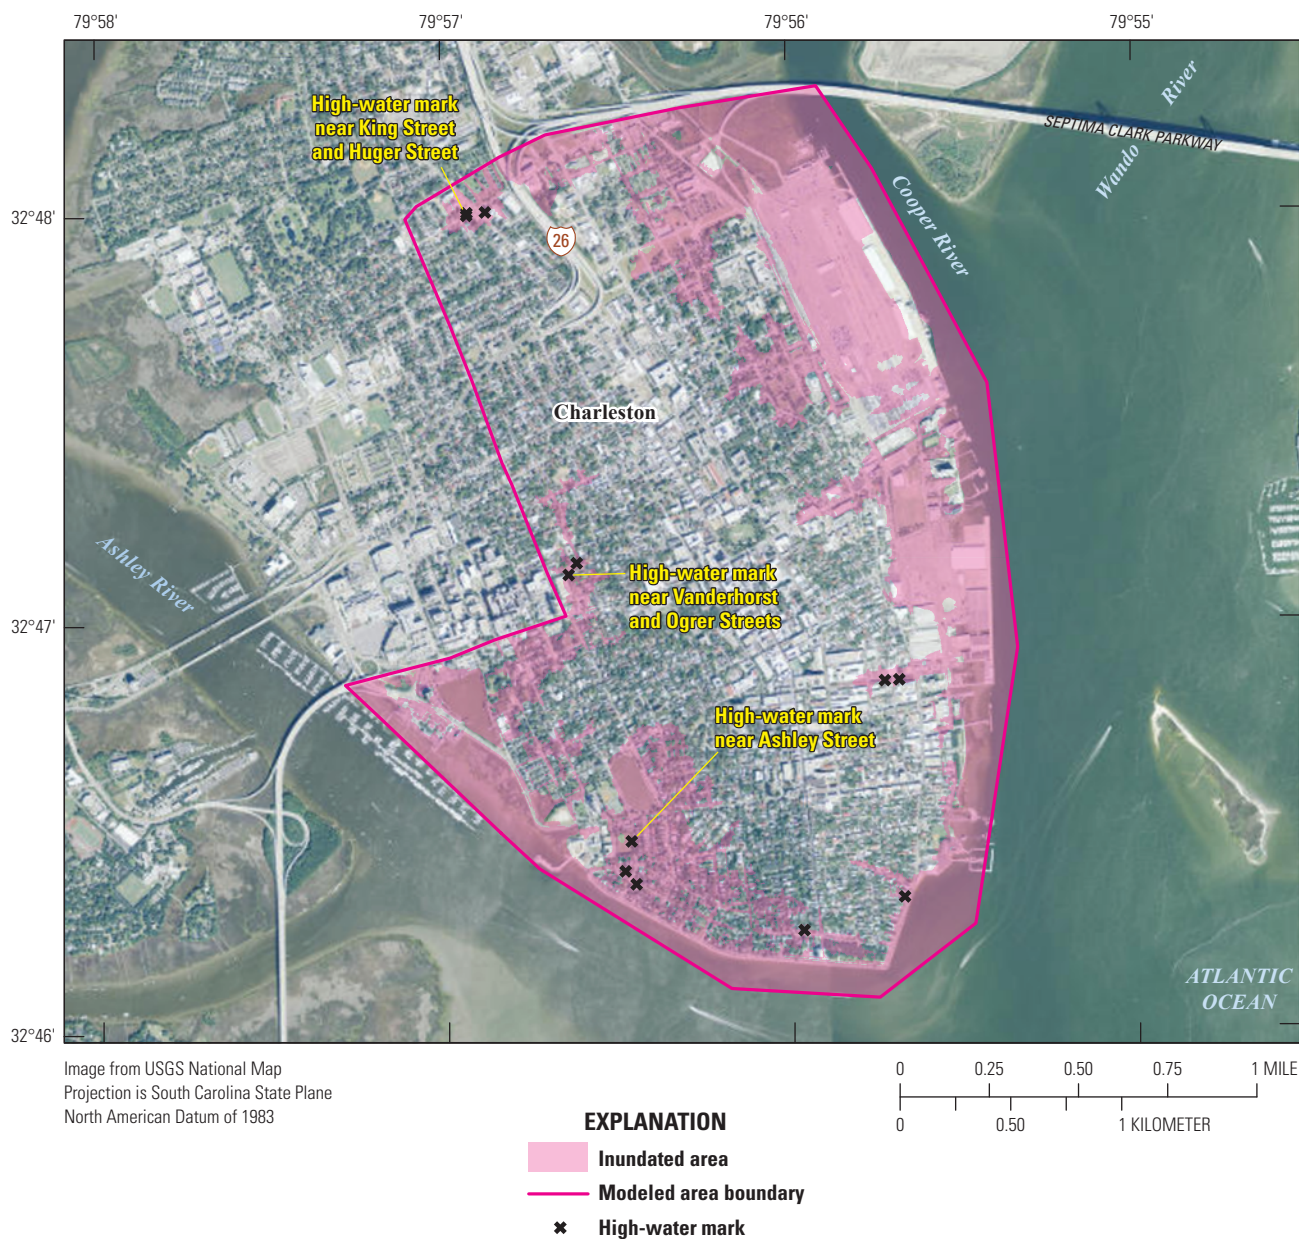 79°58'
79°57'
79°56'
79°55'
32°48'
32°47'
32°46'
High-water mark
near King Street
and Huger Street
River
Wando
SEPTIMA CLARK PARKWAY
Cooper River
26
Charleston
Ashley River
High-water mark
near Vanderhorst
and Ogrer Streets
High-water mark
near Ashley Street
ATLANTIC
OCEAN
Image from USGS National Map
Projection is South Carolina State Plane
North American Datum of 1983
0 0.25 0.50 0.75 1 MILE
0 0.50 1 KILOMETER
EXPLANATION
Inundated area
Modeled area boundary
High-water mark